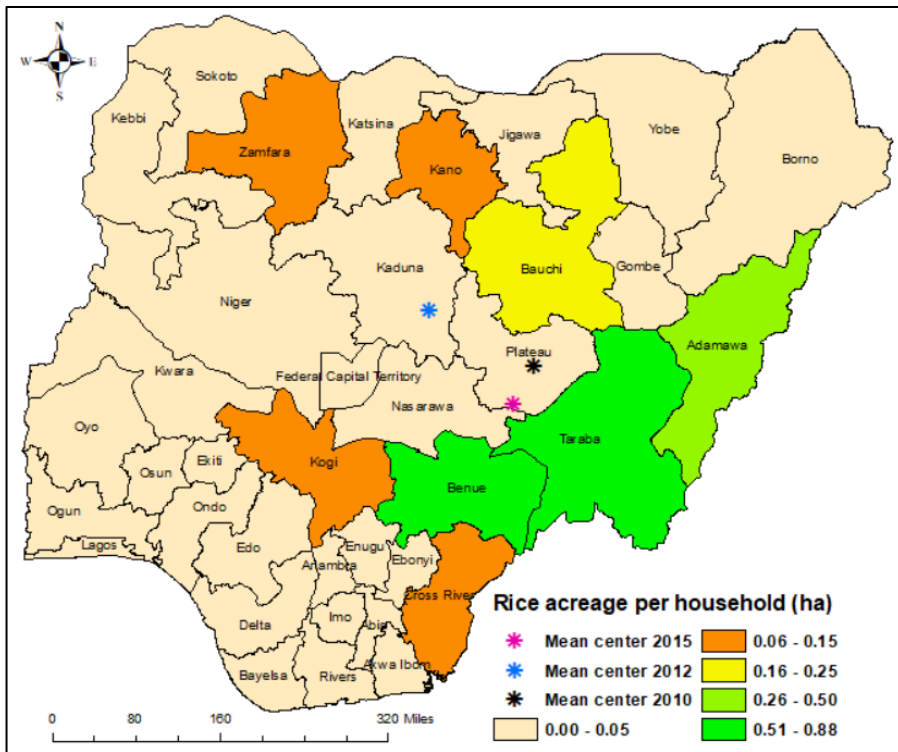 N
W E
S
Sokoto
Kebbi
Katsina
Jigawa
Yobe
Zamfara
Kano
Borno
Bauchi
Gombe
Kaduna
Niger
Plateau
Adamawa
Kwara
Federal Capital Territory
Nasarawa
Oyo
Taraba
Kogi
Osun
Ekiti
Benue
Ogun
Ondo
Lagos
Edo
Enugu
Ebonyi
Anambra
Cross River
Delta
Imo
Abia
Bayelsa
Rivers
Akwa Ibom
Rice acreage per household (ha)
Mean center 2015
Mean center 2012
Mean center 2010
0.00 - 0.05
0.06 - 0.15
0.16 - 0.25
0.26 - 0.50
0.51 - 0.88
0 80 160 320 Miles